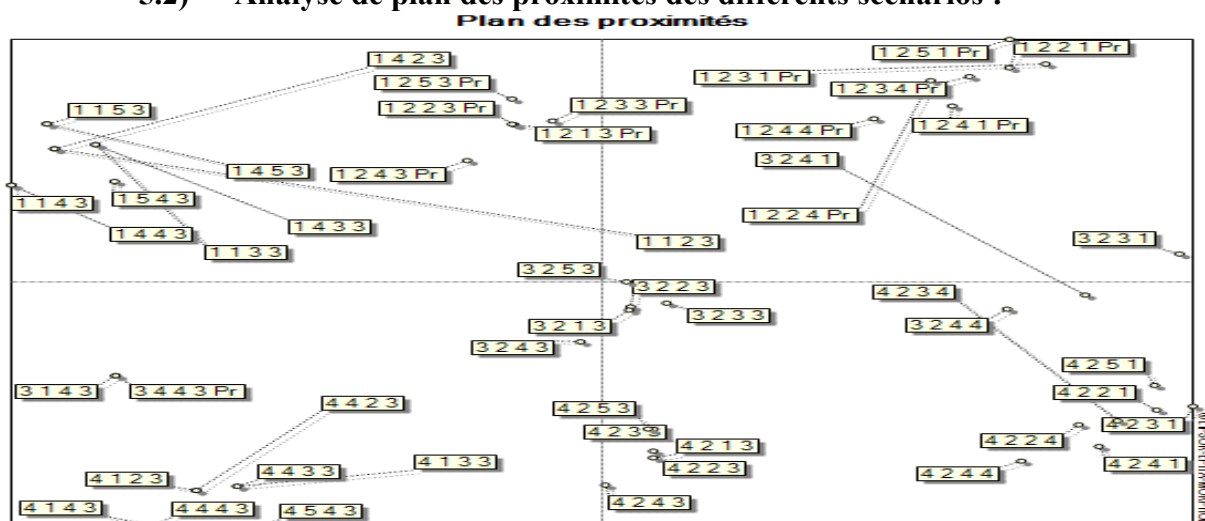 5.2) Analyse de plan des proximités des différents scénarios :
Plan des proximités
1 4 2 3
1 2 5 1 Pr
1 2 2 1 Pr
1 2 5 3 Pr
1 2 3 1 Pr
1 2 3 4 Pr
1 1 5 3
1 2 2 3 Pr
1 2 3 3 Pr
1 2 1 3 Pr
1 2 4 4 Pr
1 2 4 1 Pr
1 4 5 3
1 2 4 3 Pr
3 2 4 1
1 1 4 3
1 5 4 3
1 4 3 3
1 2 2 4 Pr
1 4 4 3
1 1 3 3
1 1 2 3
3 2 3 1
3 2 5 3
3 2 2 3
4 2 3 4
3 2 1 3
3 2 3 3
3 2 4 4
3 2 4 3
3 1 4 3
3 4 4 3 Pr
4 2 5 1
4 2 2 1
4 4 2 3
4 2 5 3
4 2 3 3
4 2 3 1
4 2 1 3
4 2 2 4
4 1 2 3
4 4 3 3
4 1 3 3
4 2 2 3
4 2 4 4
4 2 4 1
4 1 4 3
4 4 4 3
4 5 4 3
4 2 4 3